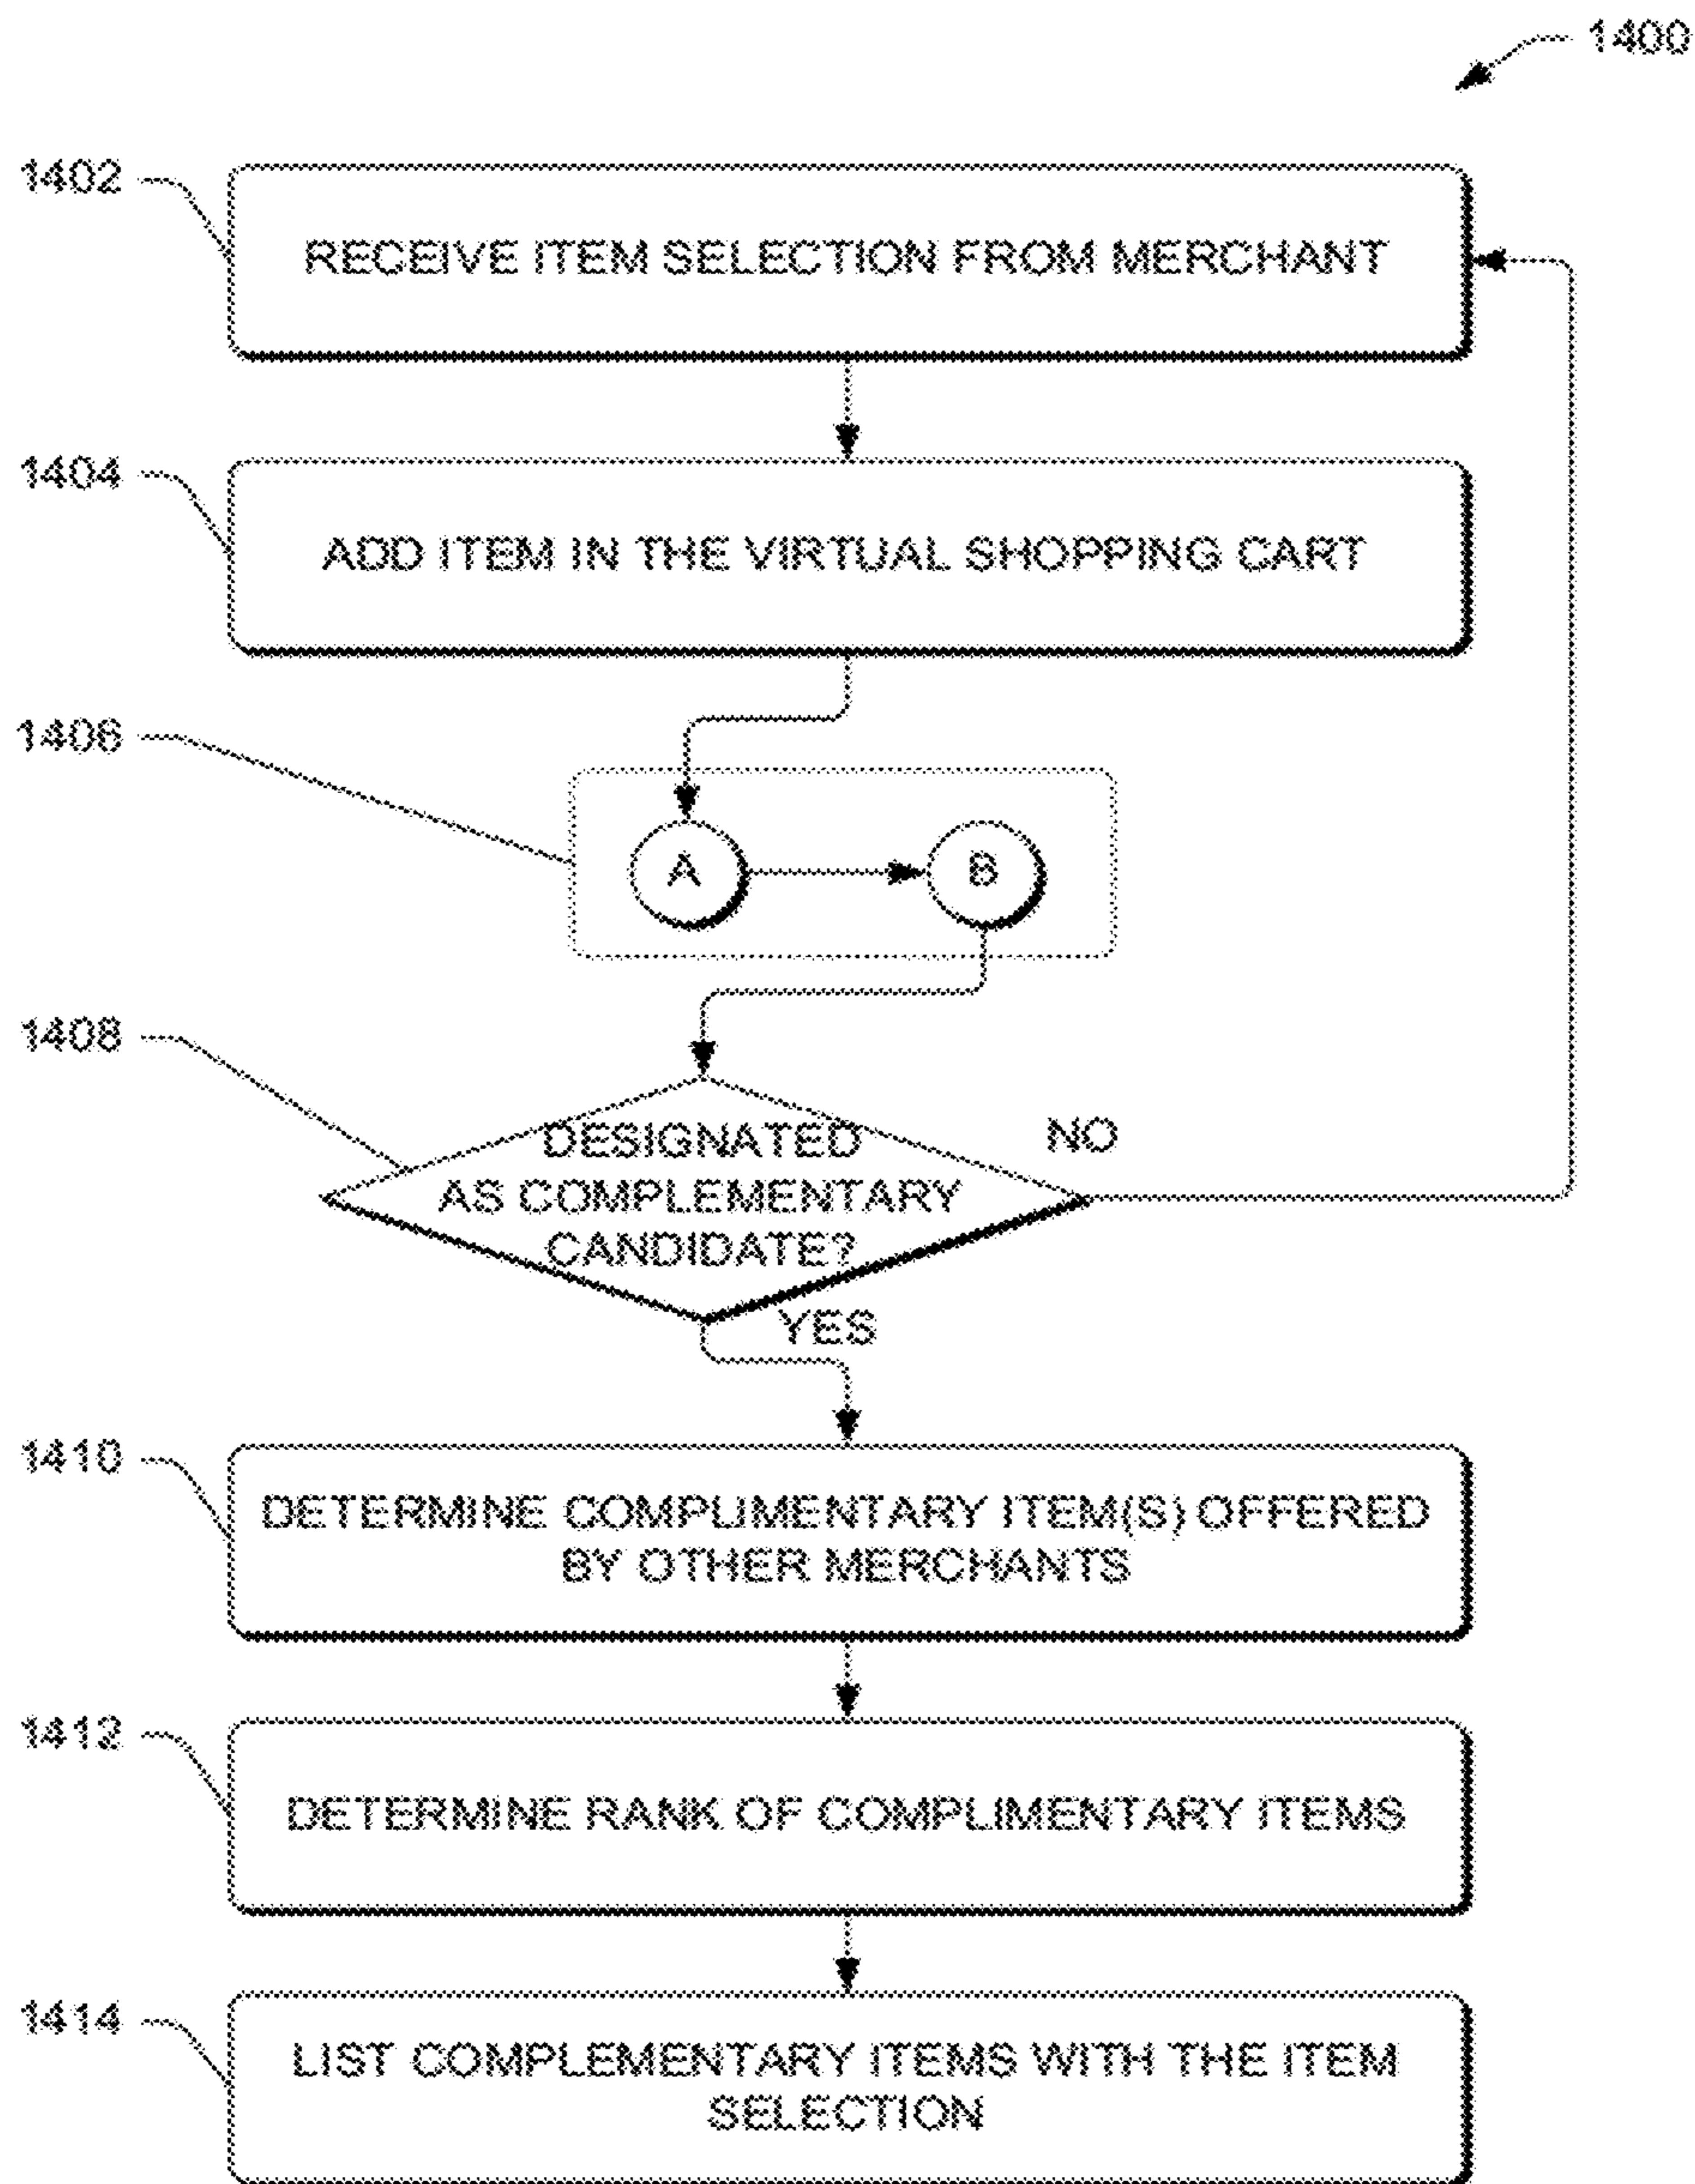 1400
1402
RECEIVE ITEM SELECTION FROM MERCHANT
1404
ADD ITEM IN THE VIRTUAL SHOPPING CART
1406
A
B
1408
DESIGNATED
AS COMPLEMENTARY
CANDIDATE?
NO
YES
1410
DETERMINE COMPLIMENTARY ITEM(S) OFFERED
BY OTHER MERCHANTS
1412
DETERMINE RANK OF COMPLIMENTARY ITEMS
1414
LIST COMPLEMENTARY ITEMS WITH THE ITEM
SELECTION